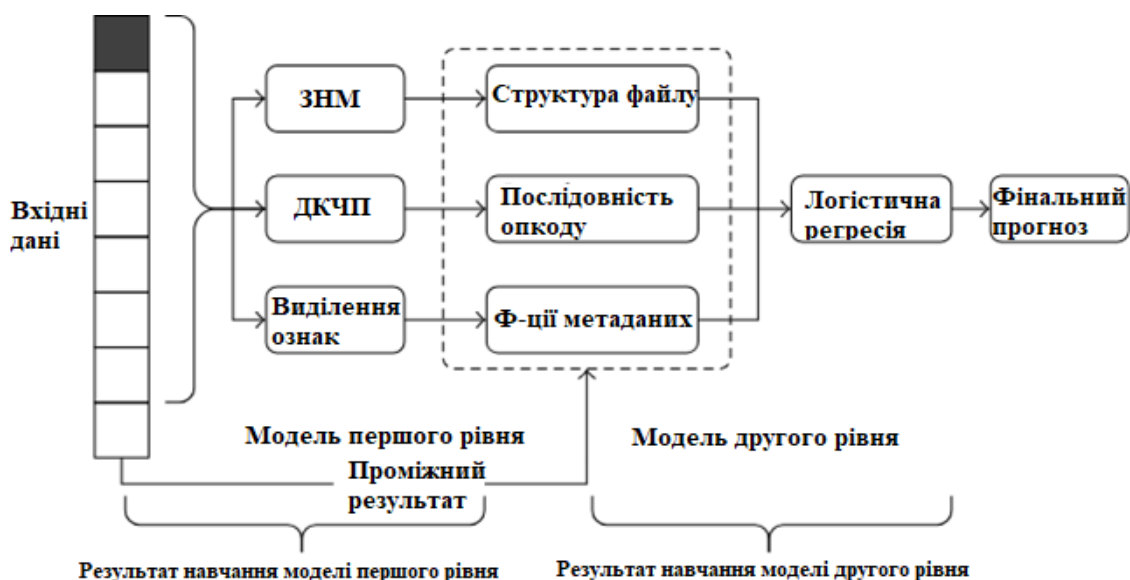 Вхідні
дані
ЗНМ
ДКЧП
Виділення
ознак
Структура файлу
Послідовність
опкоду
Ф-ції метаданих
Логістична
регресія
Фінальний
прогноз
Модель першого рівня
Модель другого рівня
Проміжний
результат
Результат навчання моделі першого рівня
Результат навчання моделі другого рівня